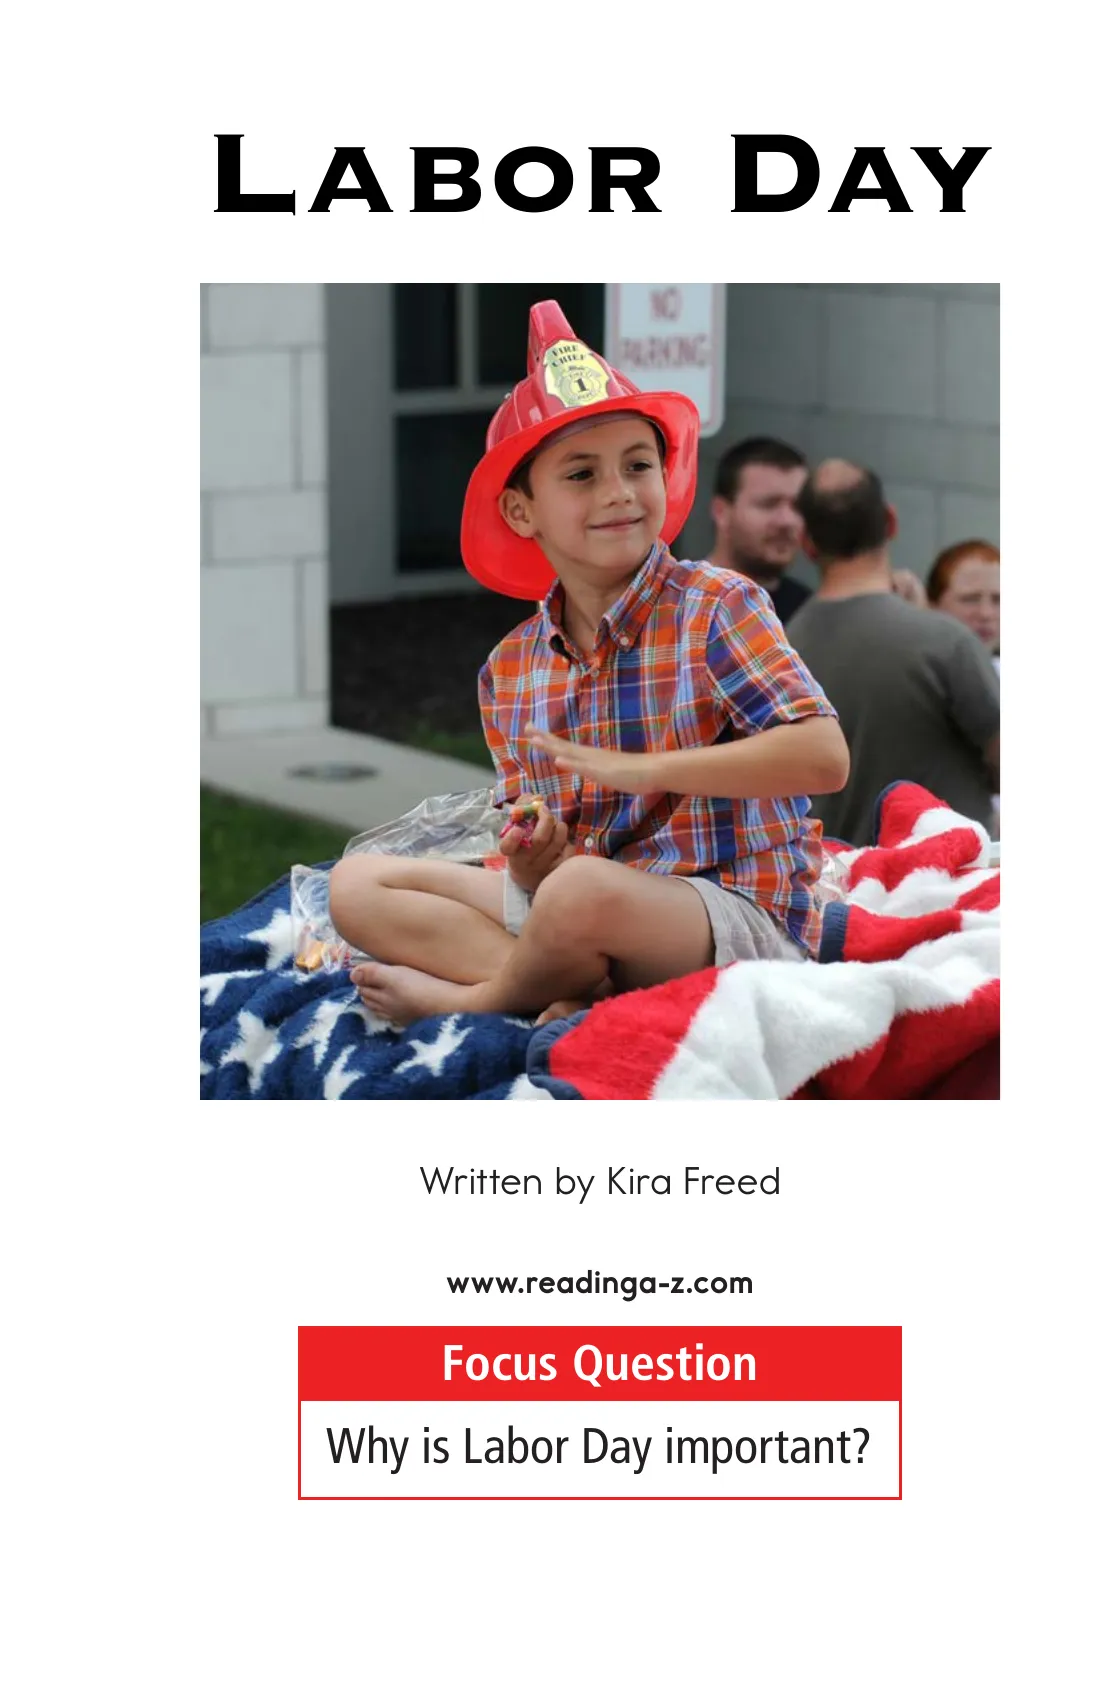 LABOR DAY
NO
PARKING
FIRE
CHIEF
1
Written by Kira Freed
www.readinga-z.com
Focus Question
Why is Labor Day important?